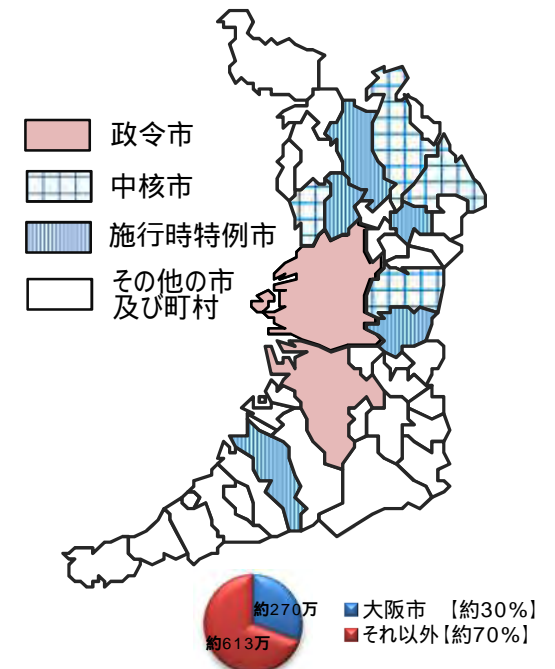 政令市
中核市
施行時特例市
その他の市
及び町村
約270万
約613万
大阪市 【約30%】
それ以外【約70%】